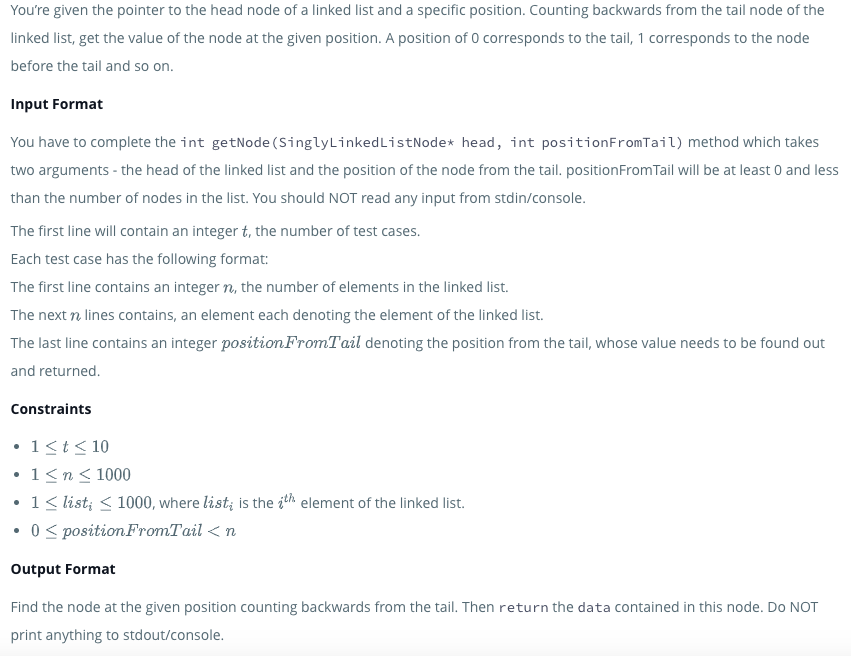 You’re given the pointer to the head node of a linked list and a specific position. Counting backwards from the tail node of the
linked list, get the value of the node at the given position. A position of 0 corresponds to the tail, 1 corresponds to the node
before the tail and so on.
Input Format
You have to complete the int getNode(SinglyLinkedListNode* head, int positionFromTail) method which takes
two arguments - the head of the linked list and the position of the node from the tail. positionFromTail will be at least 0 and less
than the number of nodes in the list. You should NOT read any input from stdin/console.
The first line will contain an integer t, the number of test cases.
Each test case has the following format:
The first line contains an integer n, the number of elements in the linked list.
The next n lines contains, an element each denoting the element of the linked list.
The last line contains an integer positionFromTail denoting the position from the tail, whose value needs to be found out
and returned.
Constraints
• 1 ≤ t ≤ 10
• 1 ≤ n ≤ 1000
• 1 ≤ listᵢ ≤ 1000, where listᵢ is the iᵗʰ element of the linked list.
• 0 ≤ positionFromTail < n
Output Format
Find the node at the given position counting backwards from the tail. Then return the data contained in this node. Do NOT
print anything to stdout/console.